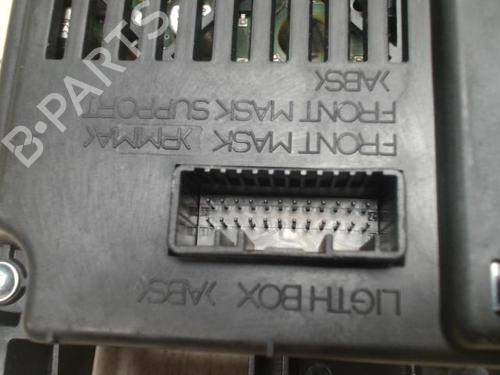 LIGTH BOX >ABS<
FRONT MASK >PMMA<
FRONT MASK SUPPORT
>ABS<
B-PARTS